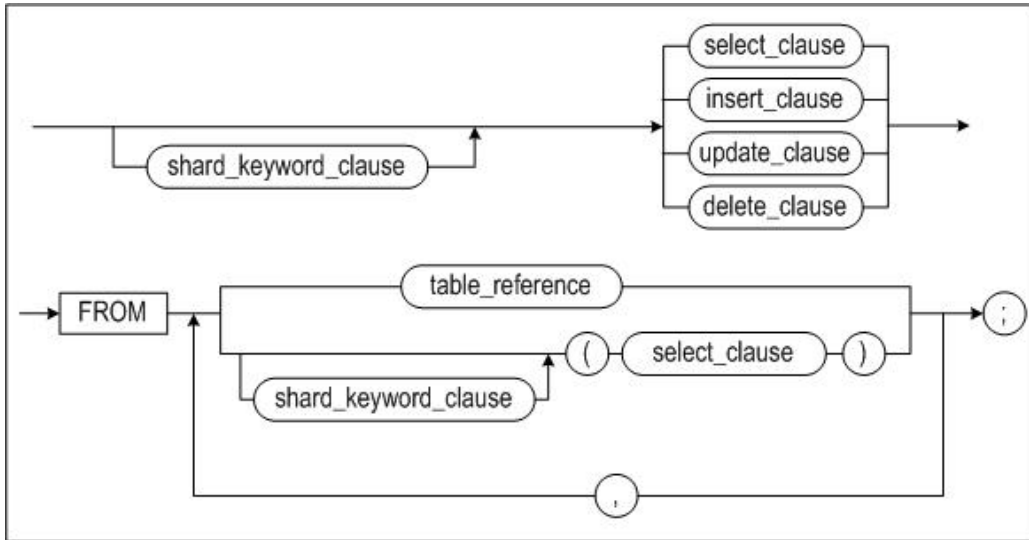 select_clause
insert_clause
shard_keyword_clause
update_clause
delete_clause
table_reference
FROM
;
( select_clause )
shard_keyword_clause
,